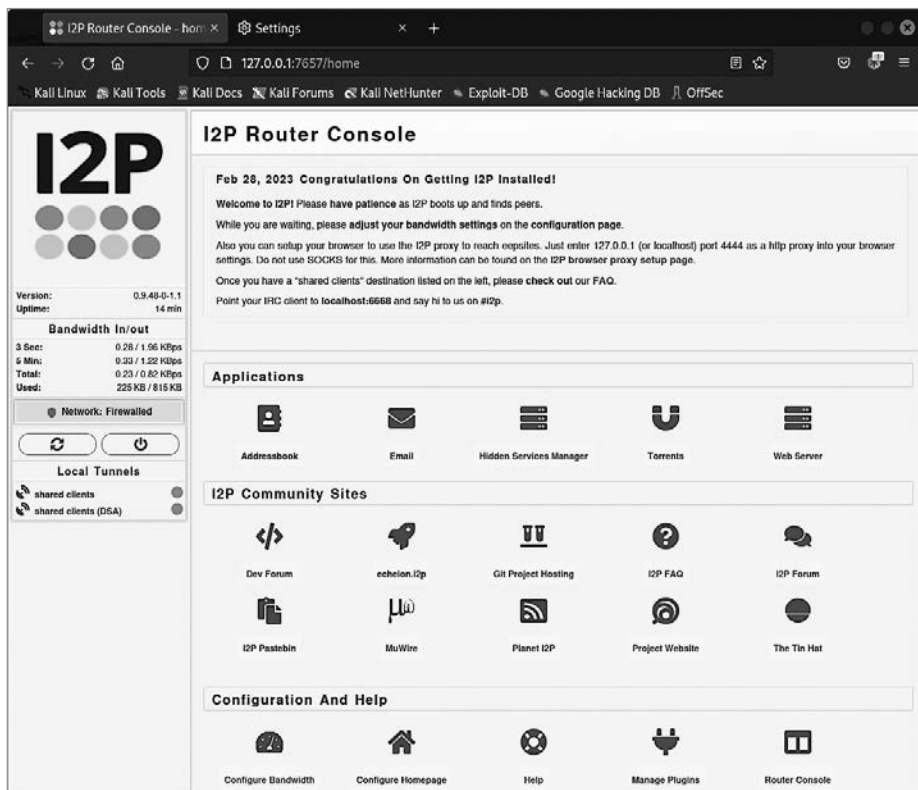 I2P Router Console - hom ×
Settings × +
127.0.0.1:7657/home
Kali Linux Kali Tools Kali Docs Kali Forums Kali NetHunter Exploit-DB Google Hacking DB OffSec
I2P
Version: 0.9.48-0-1.1
Uptime: 14 min
Bandwidth In/out
3 Sec: 0.28 / 1.96 KBps
5 Min: 0.33 / 1.22 KBps
Total: 0.23 / 0.82 KBps
Used: 225 KB / 815 KB
Network: Firewalled
Local Tunnels
shared clients
shared clients (DSA)
I2P Router Console
Feb 28, 2023 Congratulations On Getting I2P Installed!
Welcome to I2P! Please have patience as I2P boots up and finds peers.
While you are waiting, please adjust your bandwidth settings on the configuration page.
Also you can setup your browser to use the I2P proxy to reach eepsites. Just enter 127.0.0.1 (or localhost) port 4444 as a http proxy into your browser
settings. Do not use SOCKS for this. More information can be found on the I2P browser proxy setup page.
Once you have a "shared clients" destination listed on the left, please check out our FAQ.
Point your IRC client to localhost:6668 and say hi to us on #i2p.
Applications
Addressbook Email Hidden Services Manager Torrents Web Server
I2P Community Sites
Dev Forum echelon.i2p Git Project Hosting I2P FAQ I2P Forum
I2P Pastebin MuWire Planet I2P Project Website The Tin Hat
Configuration And Help
Configure Bandwidth Configure Homepage Help Manage Plugins Router Console